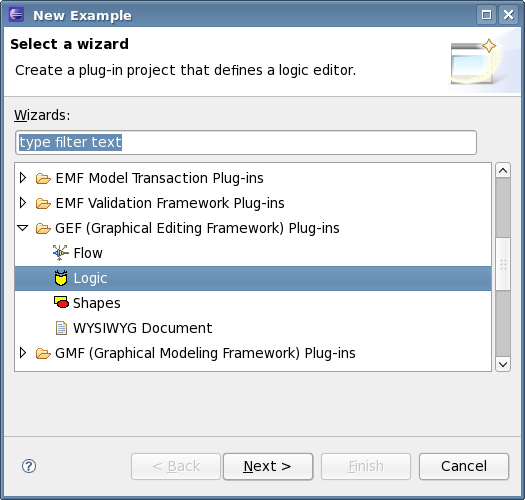 New Example
Select a wizard
Create a plug-in project that defines a logic editor.
Wizards:
type filter text
EMF Model Transaction Plug-ins
EMF Validation Framework Plug-ins
GEF (Graphical Editing Framework) Plug-ins
Flow
Logic
Shapes
WYSIWYG Document
GMF (Graphical Modeling Framework) Plug-ins
? < Back Next > Finish Cancel